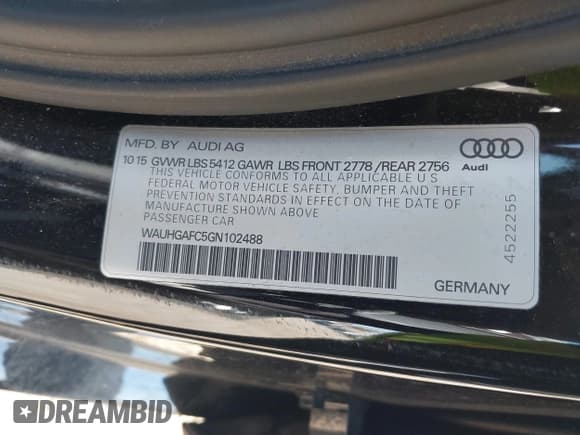 MFD. BY AUDI AG
10 15 GVWR LBS 5412 GAWR LBS FRONT 2778 /REAR 2756
Audi
THIS VEHICLE CONFORMS TO ALL APPLICABLE U S
FEDERAL MOTOR VEHICLE SAFETY, BUMPER AND THEFT
PREVENTION STANDARDS IN EFFECT ON THE DATE OF
MANUFACTURE SHOWN ABOVE
PASSENGER CAR
WAUHGAFC5GN102488
4522255
GERMANY
DREAMBID